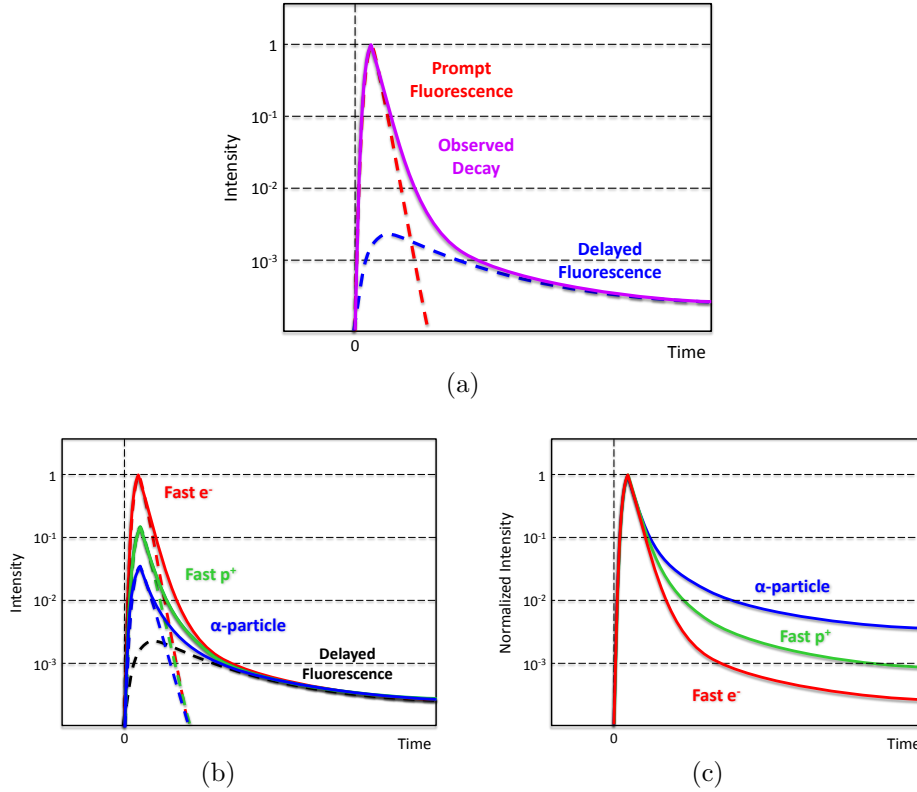 Intensity
1
10⁻¹
10⁻²
10⁻³
Prompt
Fluorescence
Observed
Decay
Delayed
Fluorescence
0
Time
(a)
Intensity
1
10⁻¹
10⁻²
10⁻³
Fast e⁻
Fast p⁺
α-particle
Delayed
Fluorescence
0
Time
(b)
Normalized Intensity
1
10⁻¹
10⁻²
10⁻³
α-particle
Fast p⁺
Fast e⁻
0
Time
(c)